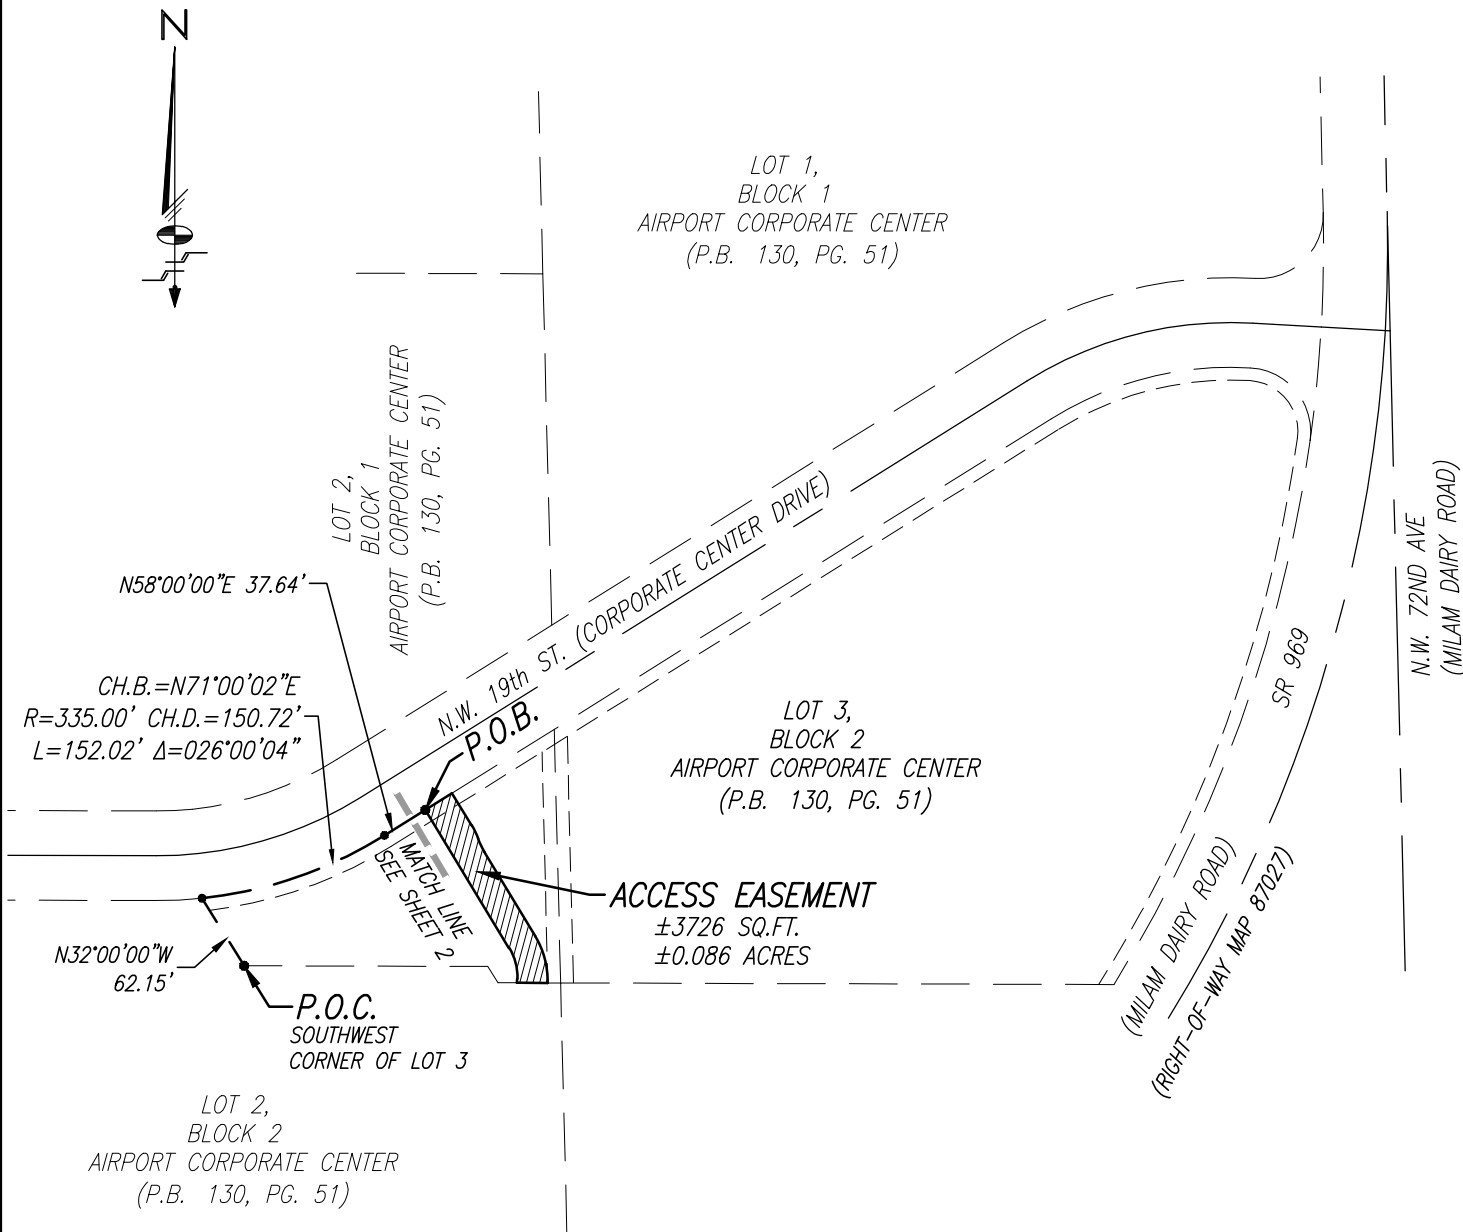 N
LOT 1,
BLOCK 1
AIRPORT CORPORATE CENTER
(P.B. 130, PG. 51)
LOT 2,
BLOCK 1
AIRPORT CORPORATE CENTER
(P.B. 130, PG. 51)
N58°00'00"E 37.64'
CH.B.=N71°00'02"E
R=335.00' CH.D.=150.72'
L=152.02' Δ=026°00'04"
N.W. 19th ST. (CORPORATE CENTER DRIVE)
P.O.B.
N.W. 72ND AVE
(MILAM DAIRY ROAD)
SR 969
LOT 3,
BLOCK 2
AIRPORT CORPORATE CENTER
(P.B. 130, PG. 51)
MATCH LINE
SEE SHEET 2
ACCESS EASEMENT
±3726 SQ.FT.
±0.086 ACRES
(MILAM DAIRY ROAD)
(RIGHT-OF-WAY MAP 87027)
N32°00'00"W
62.15'
P.O.C.
SOUTHWEST
CORNER OF LOT 3
LOT 2,
BLOCK 2
AIRPORT CORPORATE CENTER
(P.B. 130, PG. 51)